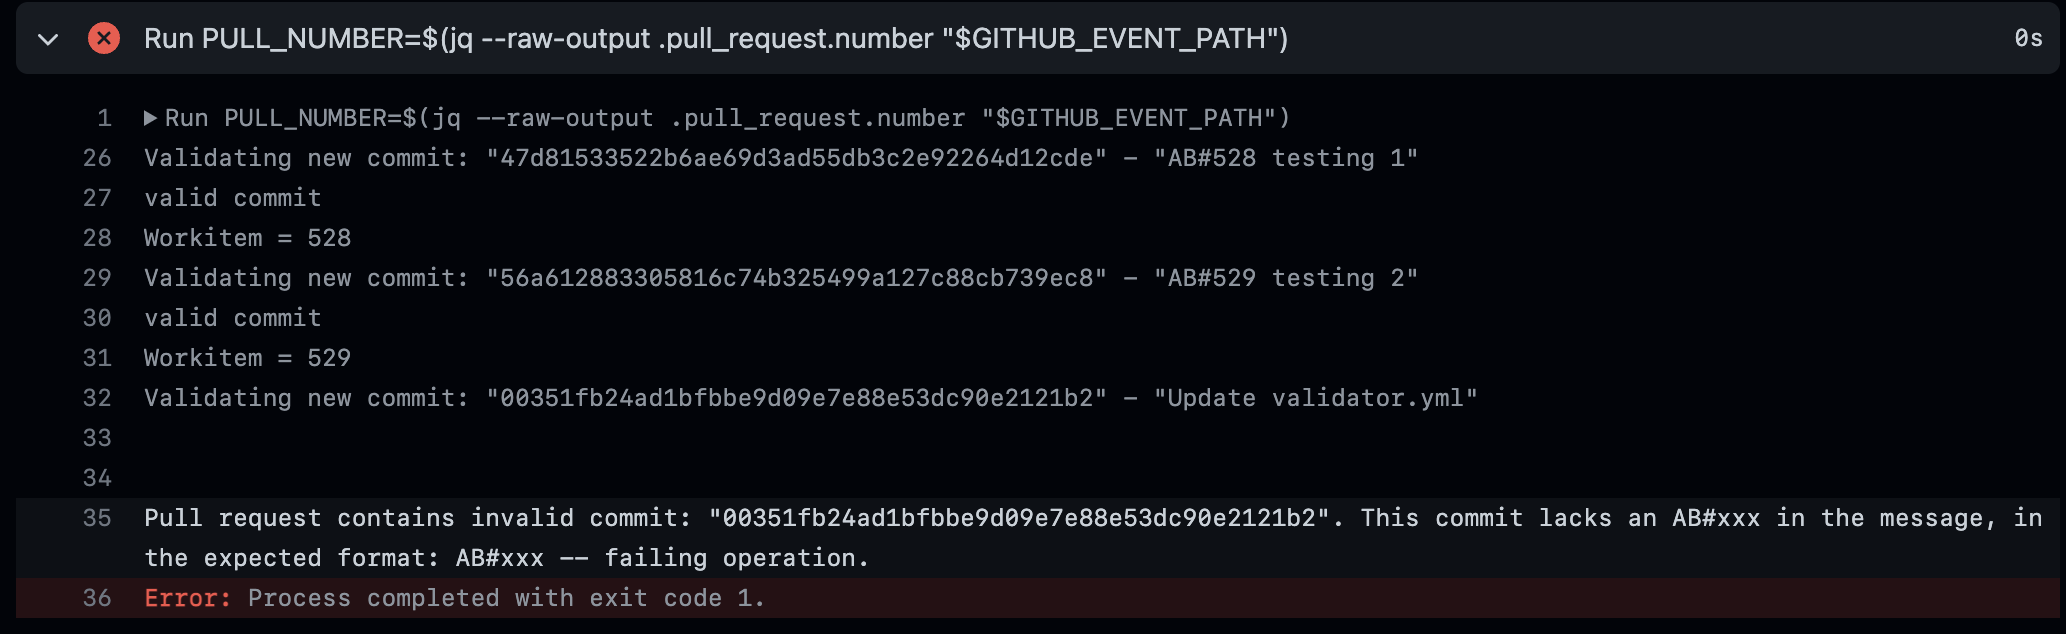 Run PULL_NUMBER=$(jq --raw-output .pull_request.number "$GITHUB_EVENT_PATH") 0s
1 Run PULL_NUMBER=$(jq --raw-output .pull_request.number "$GITHUB_EVENT_PATH")
26 Validating new commit: "47d81533522b6ae69d3ad55db3c2e92264d12cde" – "AB#528 testing 1"
27 valid commit
28 Workitem = 528
29 Validating new commit: "56a612883305816c74b325499a127c88cb739ec8" – "AB#529 testing 2"
30 valid commit
31 Workitem = 529
32 Validating new commit: "00351fb24ad1bfbbe9d09e7e88e53dc90e2121b2" – "Update validator.yml"
33
34
35 Pull request contains invalid commit: "00351fb24ad1bfbbe9d09e7e88e53dc90e2121b2". This commit lacks an AB#xxx in the message, in
the expected format: AB#xxx -- failing operation.
36 Error: Process completed with exit code 1.